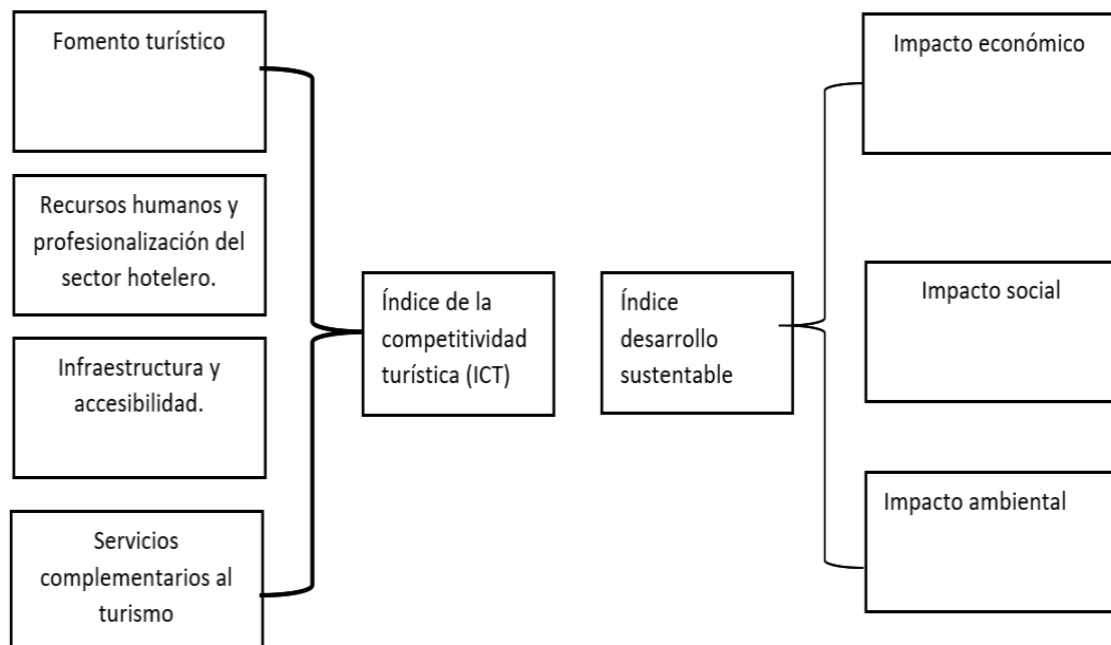 Fomento turístico
Recursos humanos y
profesionalización del
sector hotelero.
Infraestructura y
accesibilidad.
Servicios
complementarios al
turismo
Índice de la
competitividad
turística (ICT)
Índice
desarrollo
sustentable
Impacto económico
Impacto social
Impacto ambiental